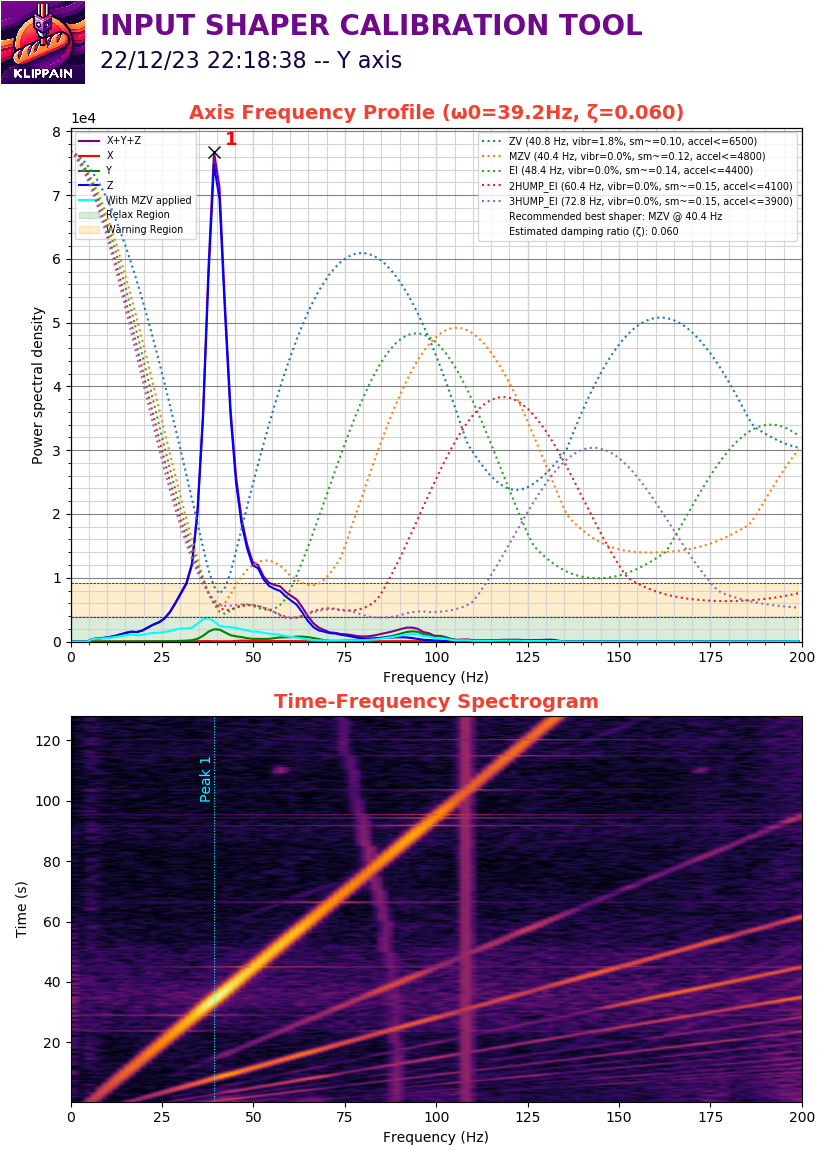 INPUT SHAPER CALIBRATION TOOL
22/12/23 22:18:38 -- Y axis
KLIPPAIN
Axis Frequency Profile (ω0=39.2Hz, ζ=0.060)
1e4
1
X+Y+Z
X
Y
Z
With MZV applied
Relax Region
Warning Region
ZV (40.8 Hz, vibr=1.8%, sm~=0.10, accel<=6500)
MZV (40.4 Hz, vibr=0.0%, sm~=0.12, accel<=4800)
EI (48.4 Hz, vibr=0.0%, sm~=0.14, accel<=4400)
2HUMP_EI (60.4 Hz, vibr=0.0%, sm~=0.15, accel<=4100)
3HUMP_EI (72.8 Hz, vibr=0.0%, sm~=0.15, accel<=3900)
Recommended best shaper: MZV @ 40.4 Hz
Estimated damping ratio (ζ): 0.060
8
7
6
5
4
3
2
1
0
Power spectral density
0 25 50 75 100 125 150 175 200
Frequency (Hz)
Time-Frequency Spectrogram
120
100
80
60
40
20
Time (s)
Peak 1
0 25 50 75 100 125 150 175 200
Frequency (Hz)